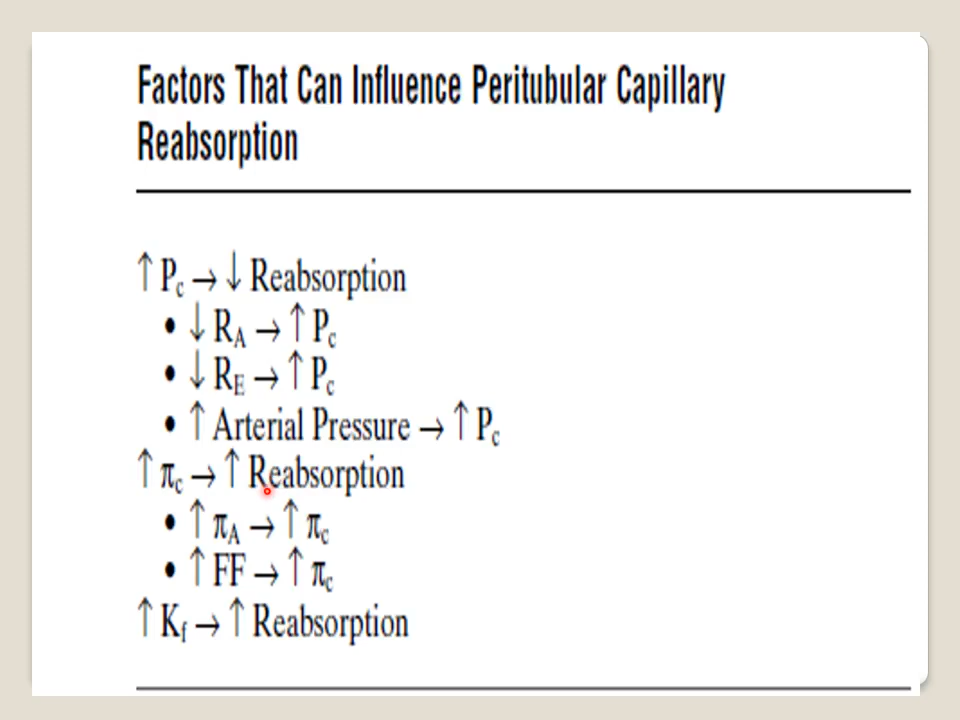 Factors That Can Influence Peritubular Capillary
Reabsorption
↑ Pc → ↓ Reabsorption
• ↓ RA → ↑ Pc
• ↓ RE → ↑ Pc
• ↑ Arterial Pressure → ↑ Pc
↑ πc → ↑ Reabsorption
• ↑ πA → ↑ πc
• ↑ FF → ↑ πc
↑ Kf → ↑ Reabsorption